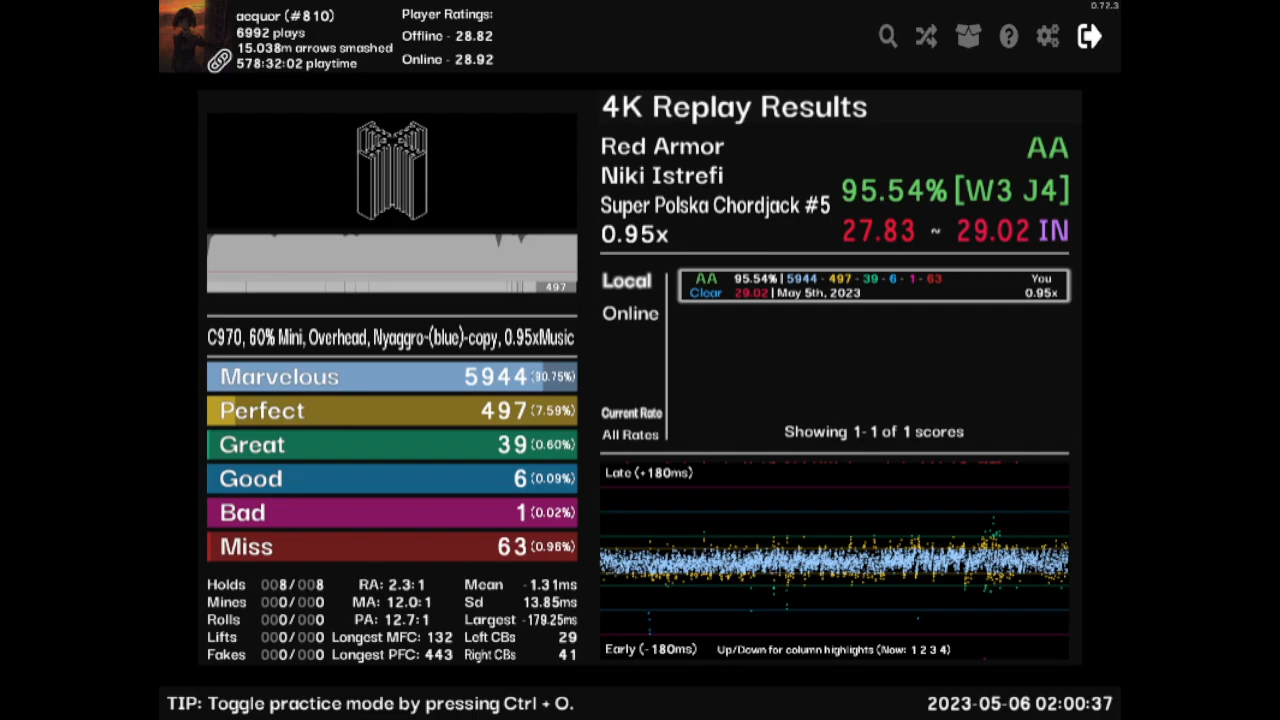 0.72.3
aequor (#810)
6992 plays
15.038m arrows smashed
578:32:02 playtime
Player Ratings:
Offline - 28.82
Online - 28.92
4K Replay Results
Red Armor
Niki Istrefi
Super Polska Chordjack #5
0.95x
AA
95.54% [W3 J4]
27.83 ~ 29.02 IN
497
C970, 60% Mini, Overhead, Nyaggro-(blue)-copy, 0.95xMusic
Marvelous 5944 (90.75%)
Perfect 497 (7.59%)
Great 39 (0.60%)
Good 6 (0.09%)
Bad 1 (0.02%)
Miss 63 (0.96%)
Holds 008/008 RA: 2.3:1 Mean -1.31ms
Mines 000/000 MA: 12.0:1 Sd 13.85ms
Rolls 000/000 PA: 12.7:1 Largest -179.25ms
Lifts 000/000 Longest MFC: 132 Left CBs 29
Fakes 000/000 Longest PFC: 443 Right CBs 41
Local
Online
Current Rate
All Rates
AA 95.54% | 5944 - 497 - 39 - 6 - 1 - 63 You
Clear 29.02 | May 5th, 2023 0.95x
Showing 1-1 of 1 scores
Late (+180ms)
Early (-180ms) Up/Down for column highlights (Now: 1 2 3 4)
TIP: Toggle practice mode by pressing Ctrl + O.
2023-05-06 02:00:37